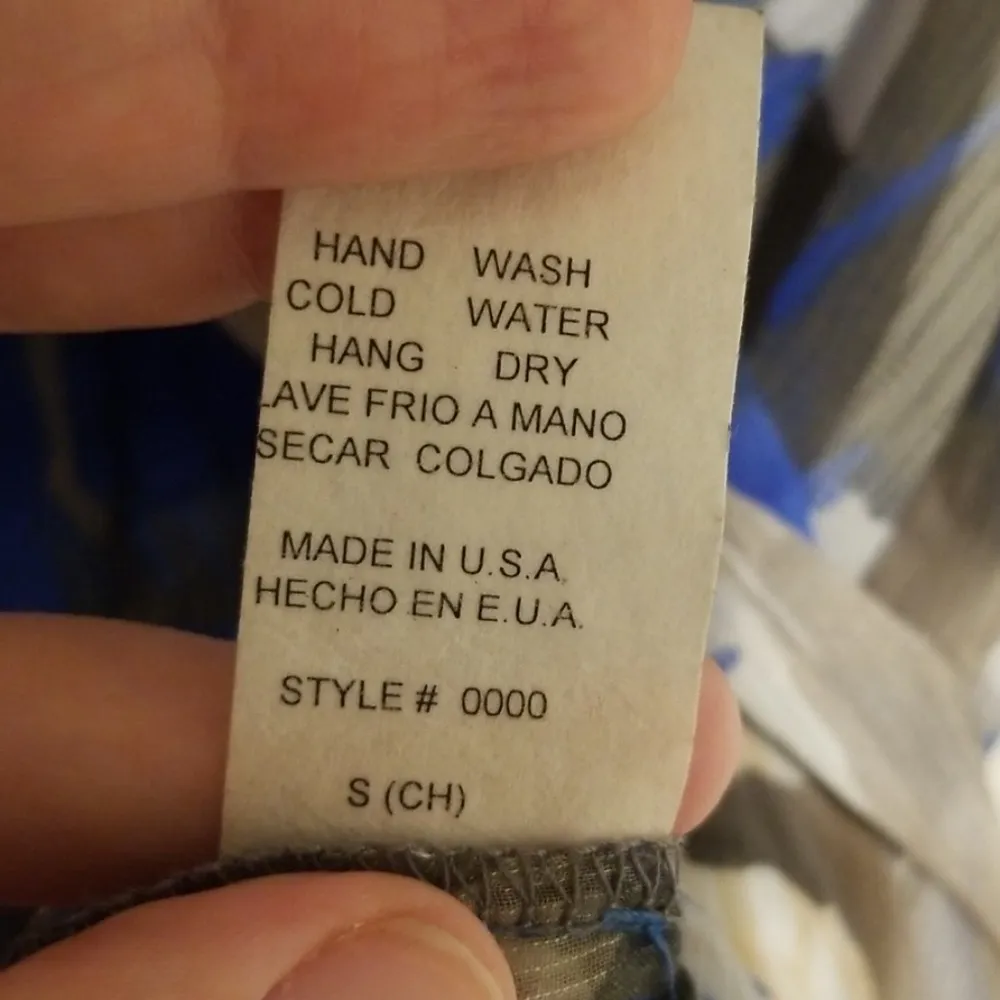 HAND WASH
COLD WATER
HANG DRY
LAVE FRIO A MANO
SECAR COLGADO
MADE IN U.S.A.
HECHO EN E.U.A.
STYLE # 0000
S (CH)